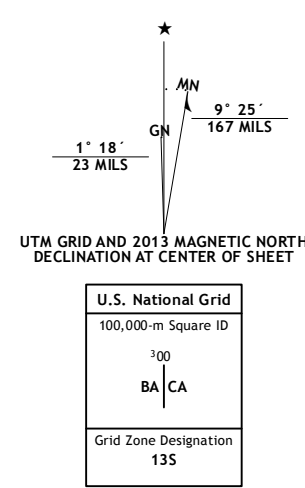 ★
MN
GN
9° 25´
167 MILS
1° 18´
23 MILS
UTM GRID AND 2013 MAGNETIC NORTH
DECLINATION AT CENTER OF SHEET
U.S. National Grid
100,000-m Square ID
³00
BA CA
Grid Zone Designation
13S